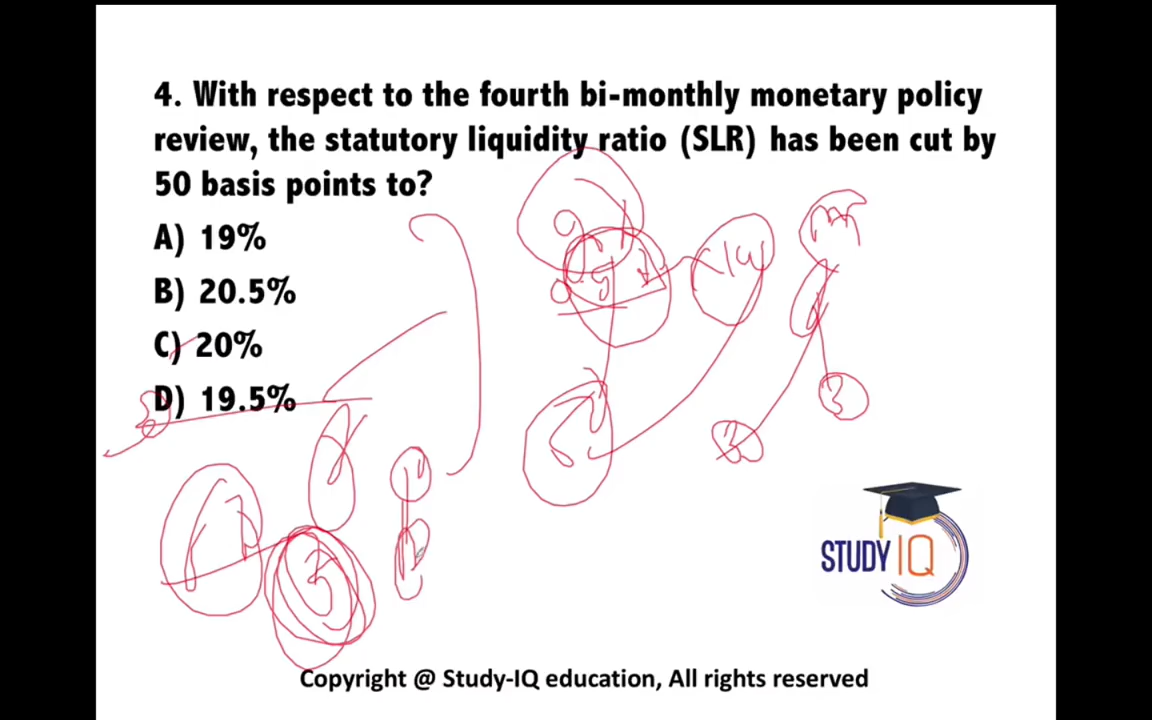 4. With respect to the fourth bi-monthly monetary policy
review, the statutory liquidity ratio (SLR) has been cut by
50 basis points to?
A) 19%
B) 20.5%
C) 20%
D) 19.5%
3
3
STUDY IQ
Copyright @ Study-IQ education, All rights reserved